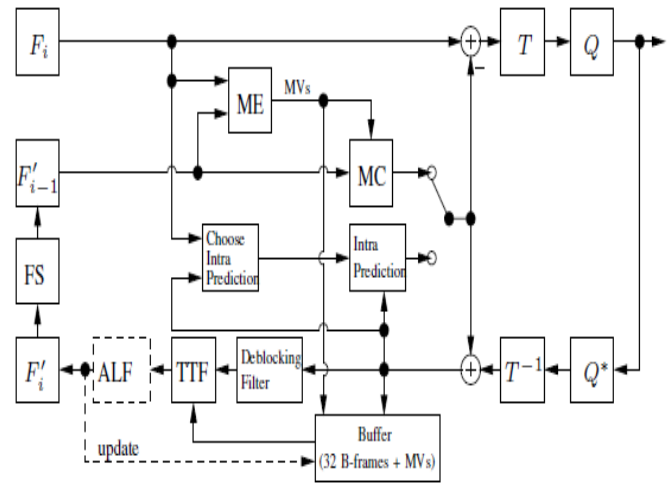 F_i
+
−
T
Q
ME
MVs
F'_{i−1}
MC
FS
Choose
Intra
Prediction
Intra
Prediction
F'_i
ALF
TTF
Deblocking
Filter
+
T^{−1}
Q*
update
Buffer
(32 B-frames + MVs)